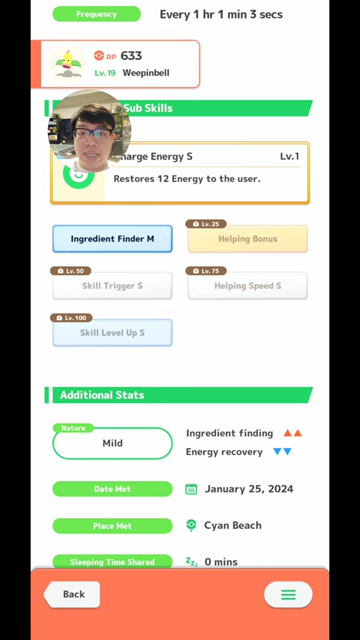 Frequency
Every 1 hr 1 min 3 secs
RP 633
Lv.19 Weepinbell
Sub Skills
Charge Energy S
Lv.1
Restores 12 Energy to the user.
Ingredient Finder M
Lv. 25
Helping Bonus
Lv. 50
Skill Trigger S
Lv. 75
Helping Speed S
Lv. 100
Skill Level Up S
Additional Stats
Nature
Mild
Ingredient finding
Energy recovery
Date Met
January 25, 2024
Place Met
Cyan Beach
Sleeping Time Shared
0 mins
Back